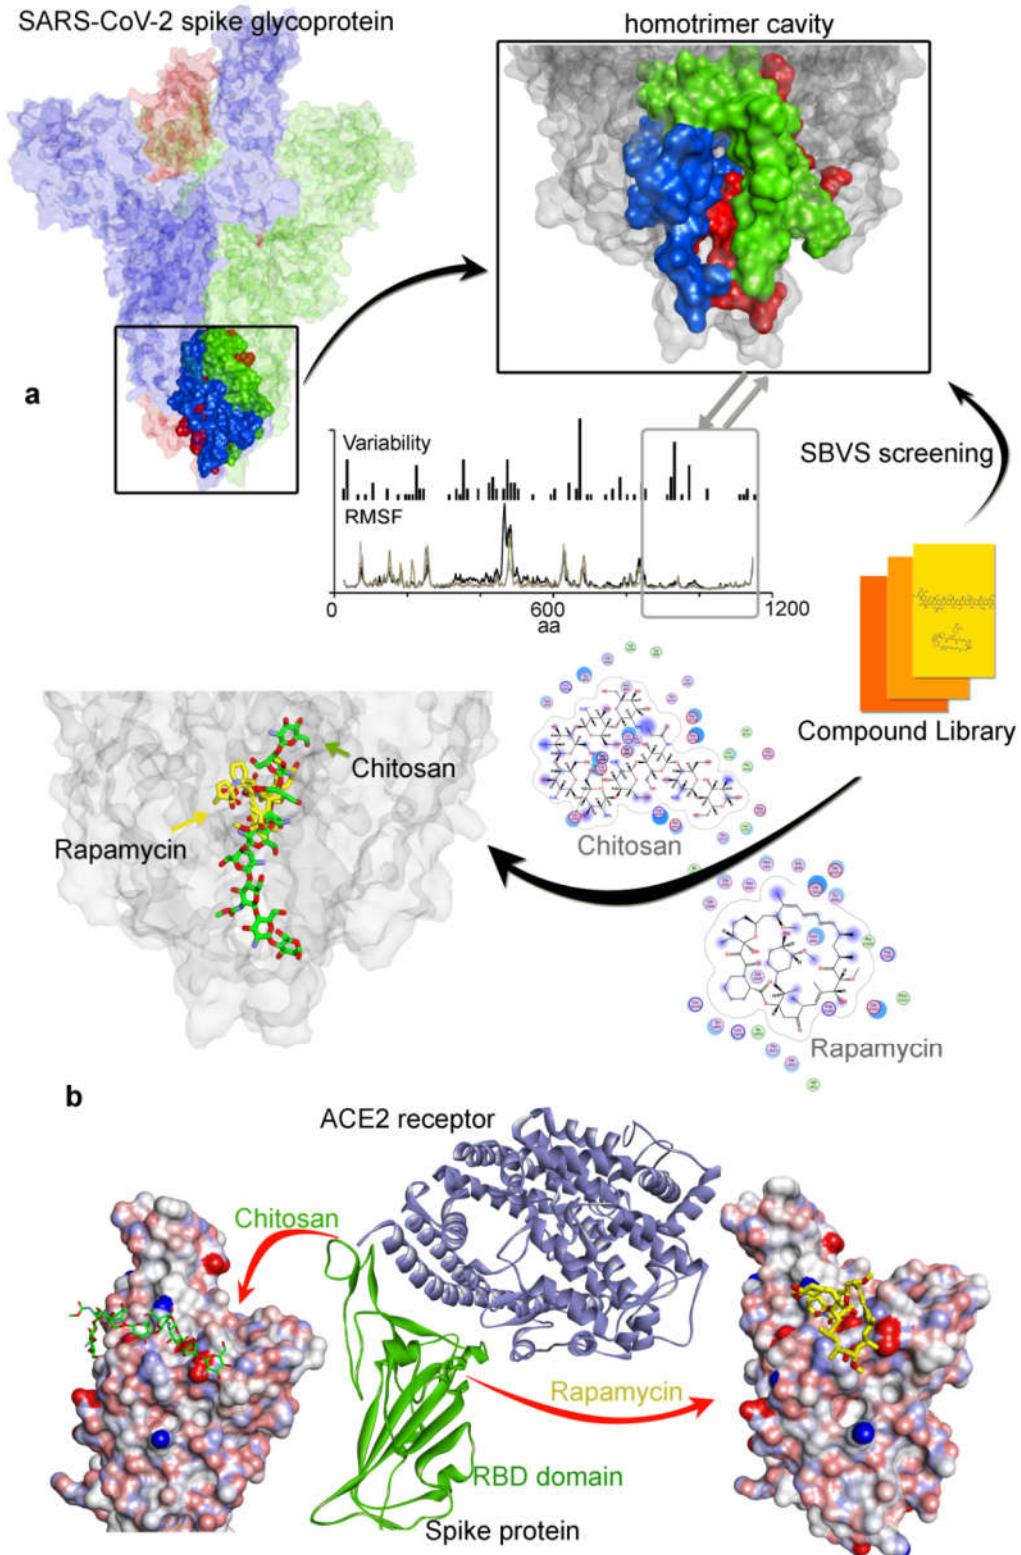 SARS-CoV-2 spike glycoprotein
homotrimer cavity
a
Variability
RMSF
0
600
1200
aa
SBVS screening
Compound Library
Chitosan
Rapamycin
Chitosan
Rapamycin
b
ACE2 receptor
Chitosan
Rapamycin
RBD domain
Spike protein